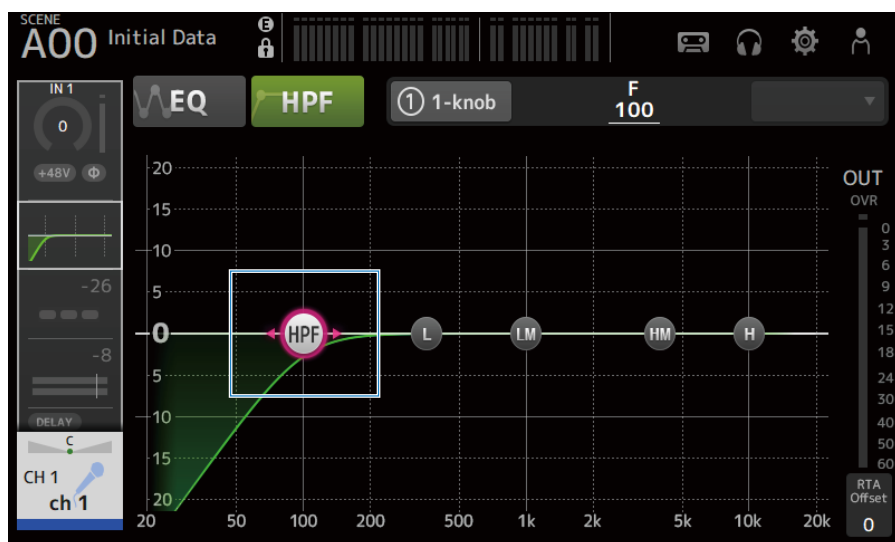 SCENE
A00 Initial Data
E
IN 1
0
+48V Φ
-26
-8
DELAY
C
CH 1
ch 1
EQ
HPF
1 1-knob
F
100
20
15
10
5
0
5
10
15
20
HPF
L
LM
HM
H
20 50 100 200 500 1k 2k 5k 10k 20k
OUT
OVR
0
3
6
9
12
15
18
24
30
40
50
60
RTA
Offset
0